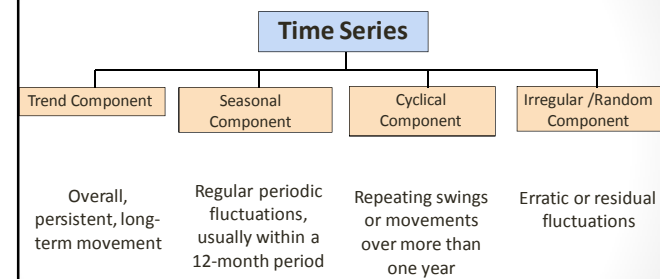 Time Series
Trend Component
Seasonal
Component
Cyclical
Component
Irregular /Random
Component
Overall,
persistent, long-
term movement
Regular periodic
fluctuations,
usually within a
12-month period
Repeating swings
or movements
over more than
one year
Erratic or residual
fluctuations